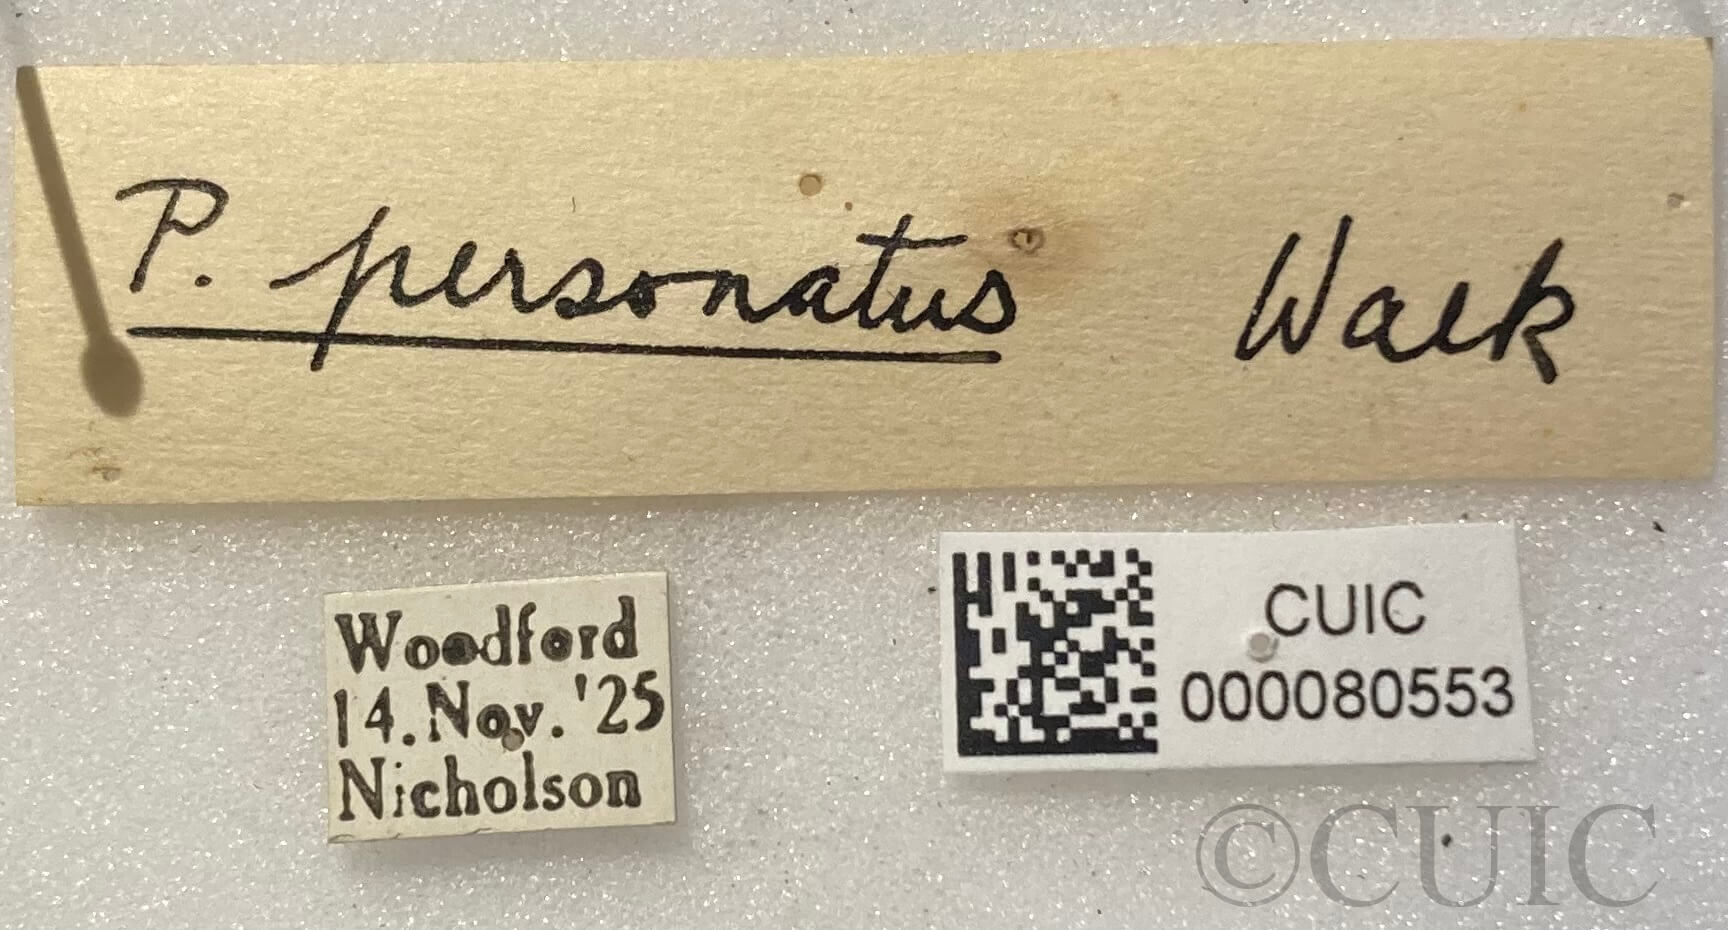 P. personatus Walk
Woodford
14.Nov.'25
Nicholson
CUIC
000080553
©CUIC